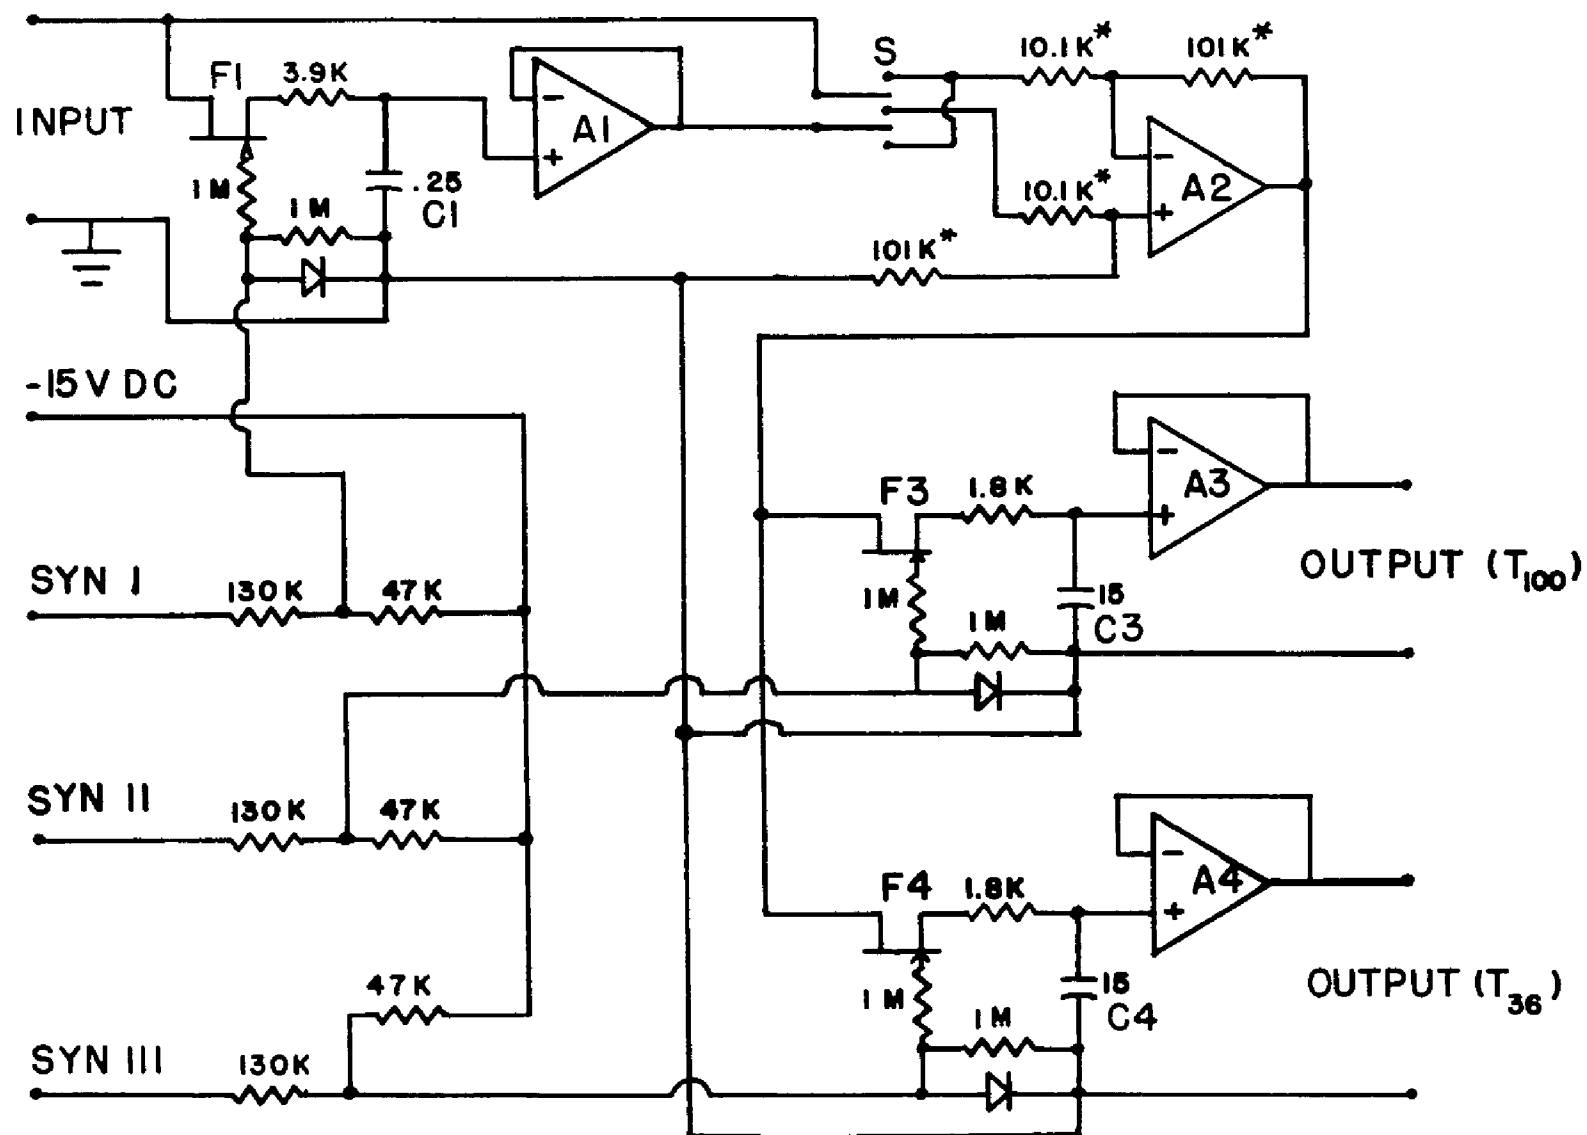 S
10.1K*
101K*
F1
3.9K
INPUT
-
A1
+
1M
.25
C1
1M
10.1K*
-
A2
+
101K*
-15V DC
F3
1.8K
-
A3
+
OUTPUT (T100)
SYN I
130K
47K
1M
15
C3
1M
SYN II
130K
47K
F4
1.8K
-
A4
+
47K
1M
15
C4
1M
OUTPUT (T36)
SYN III
130K